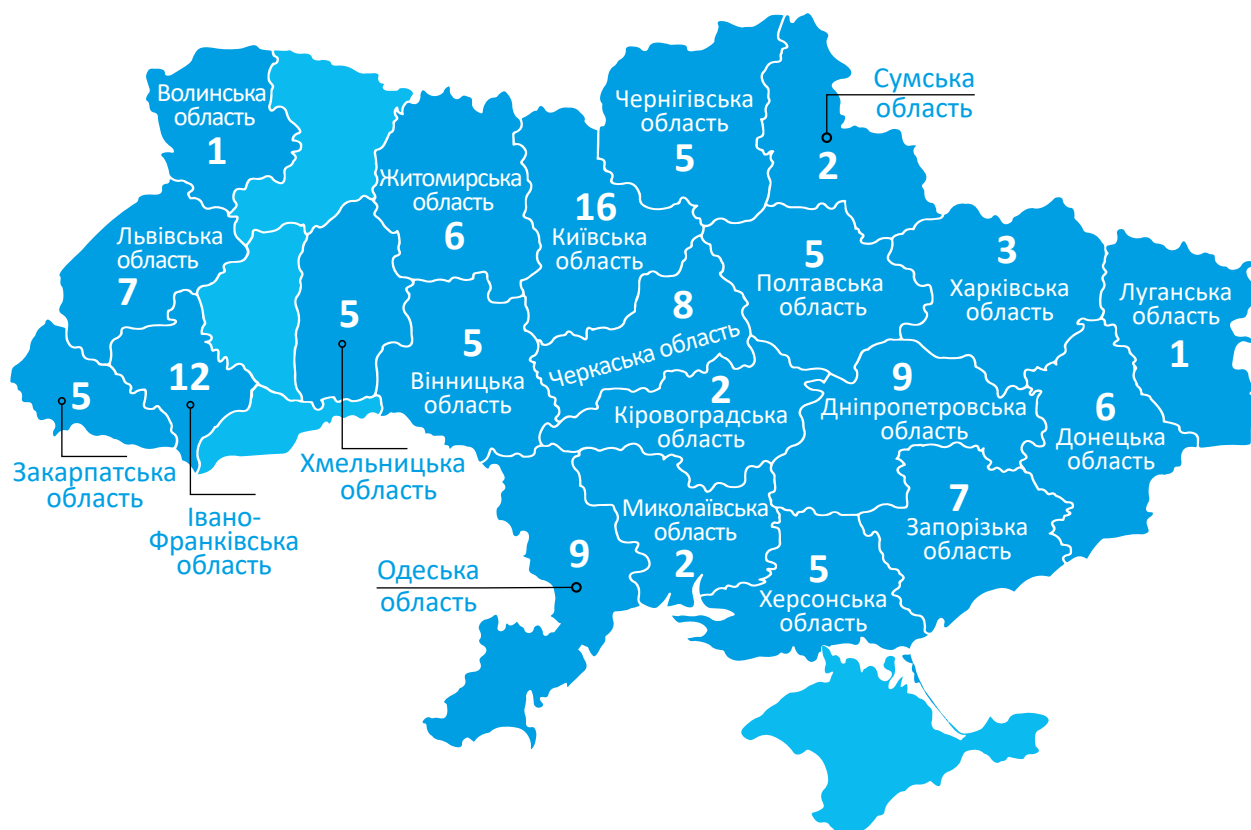 Волинська
область
1
Чернігівська
область
5
Сумська
область
2
Житомирська
область
6
16
Київська
область
Львівська
область
7
5
Полтавська
область
3
Харківська
область
Луганська
область
1
8
Черкаська область
5
Хмельницька
область
5
Вінницька
область
5
Закарпатська
область
12
Івано-
Франківська
область
2
Кіровоградська
область
9
Дніпропетровська
область
6
Донецька
область
7
Запорізька
область
Миколаївська
область
2
9
Одеська
область
5
Херсонська
область